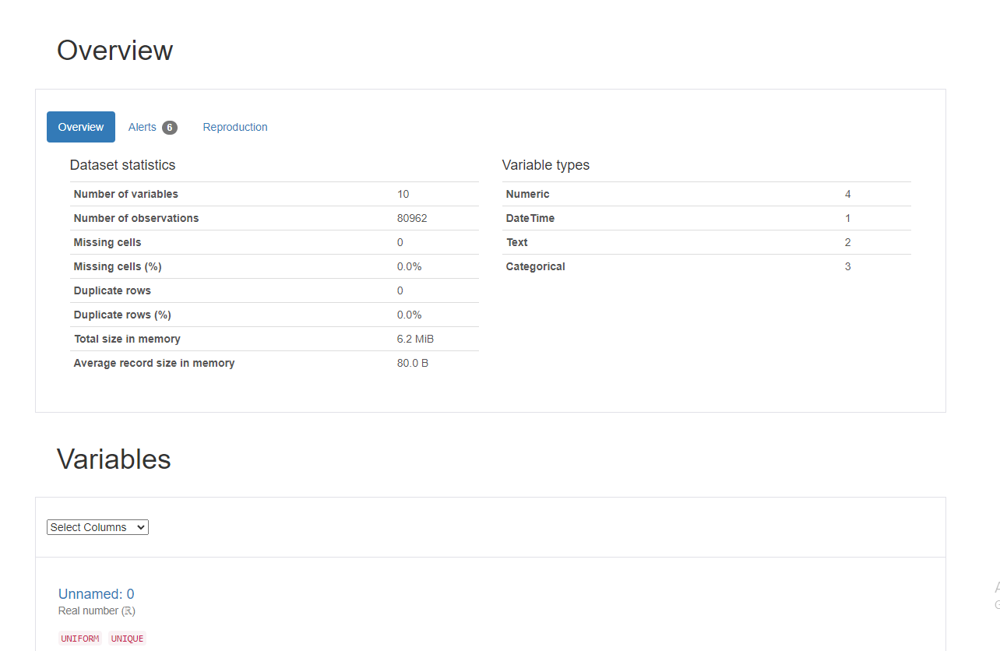 Overview
Overview Alerts 6 Reproduction
Dataset statistics
Number of variables 10
Number of observations 80962
Missing cells 0
Missing cells (%) 0.0%
Duplicate rows 0
Duplicate rows (%) 0.0%
Total size in memory 6.2 MiB
Average record size in memory 80.0 B
Variable types
Numeric 4
DateTime 1
Text 2
Categorical 3
Variables
Select Columns
Unnamed: 0
Real number (ℝ)
UNIFORM UNIQUE